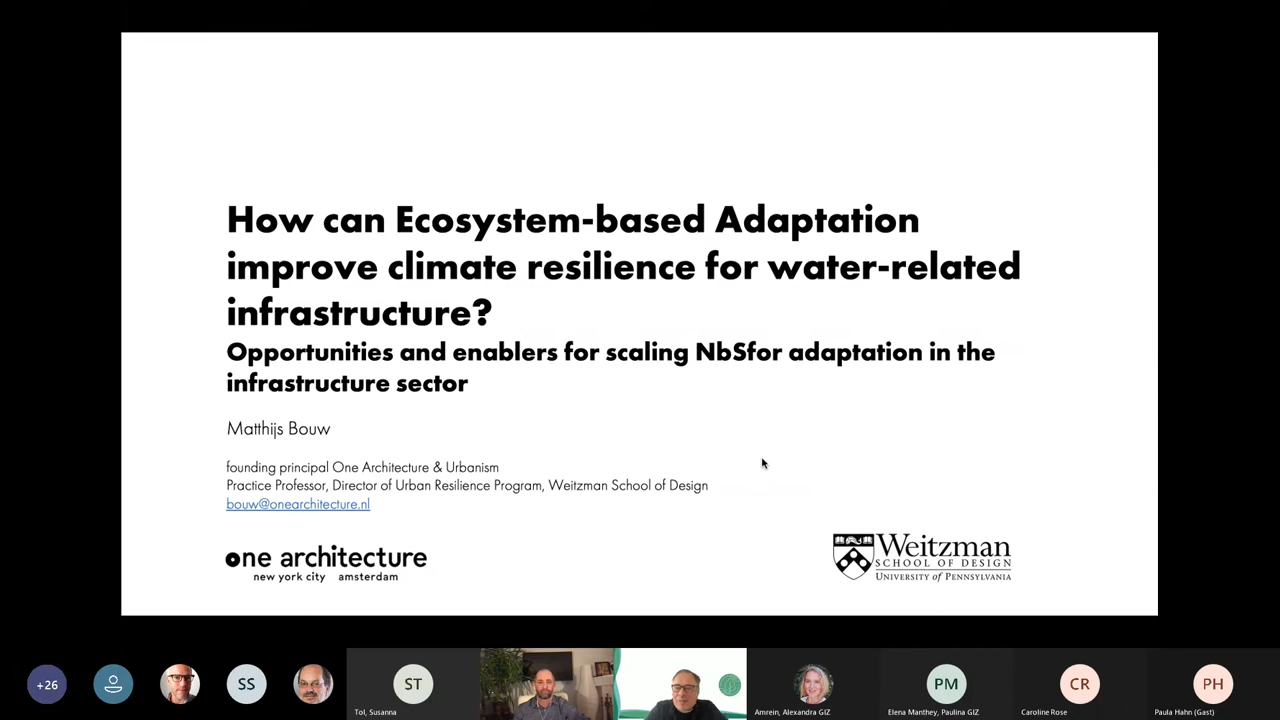 How can Ecosystem-based Adaptation
improve climate resilience for water-related
infrastructure?
Opportunities and enablers for scaling NbSfor adaptation in the
infrastructure sector
Matthijs Bouw
founding principal One Architecture & Urbanism
Practice Professor, Director of Urban Resilience Program, Weitzman School of Design
bouw@onearchitecture.nl
one architecture
new york city amsterdam
Weitzman
SCHOOL OF DESIGN
UNIVERSITY of PENNSYLVANIA
+26
SS
ST
Tol, Susanna
Amrein, Alexandra GIZ
PM
Elena Manthey, Paulina GIZ
CR
Caroline Rose
PH
Paula Hahn (Gast)